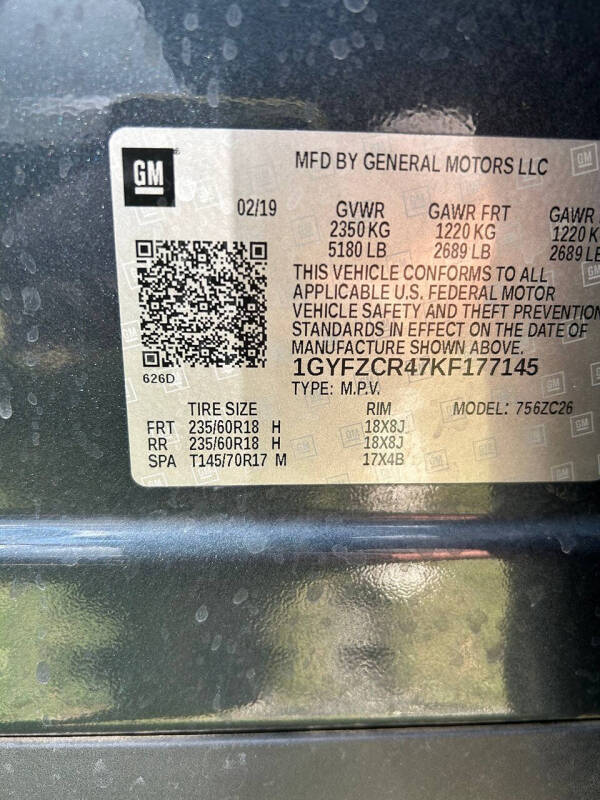 GM
MFD BY GENERAL MOTORS LLC
02/19 GVWR GAWR FRT GAWR
2350 KG 1220 KG 1220 K
5180 LB 2689 LB 2689 LE
THIS VEHICLE CONFORMS TO ALL
APPLICABLE U.S. FEDERAL MOTOR
VEHICLE SAFETY AND THEFT PREVENTION
STANDARDS IN EFFECT ON THE DATE OF
MANUFACTURE SHOWN ABOVE.
1GYFZCR47KF177145
626D
TYPE: M.P.V.
TIRE SIZE RIM MODEL: 756ZC26
FRT 235/60R18 H 18X8J
RR 235/60R18 H 18X8J
SPA T145/70R17 M 17X4B